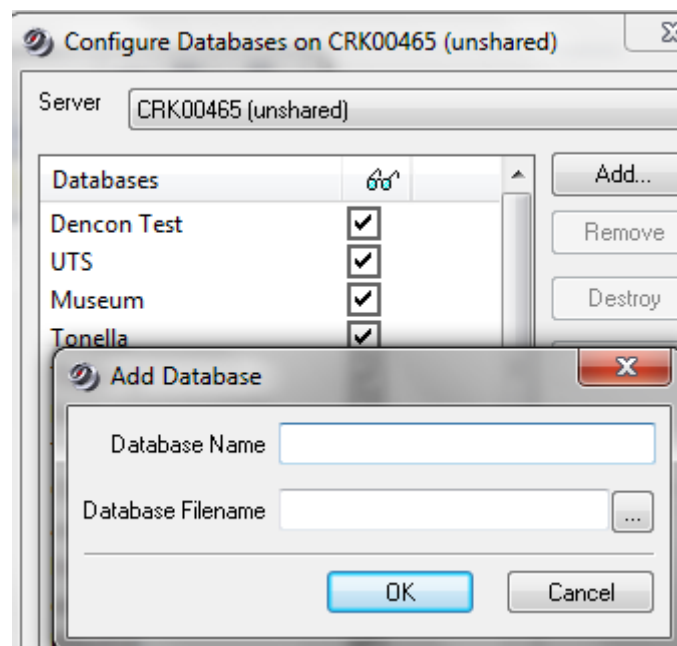 Configure Databases on CRK00465 (unshared)
Server
CRK00465 (unshared)
Databases
Add...
Dencon Test
Remove
UTS
Museum
Destroy
Tonella
Add Database
Database Name
Database Filename
...
OK
Cancel